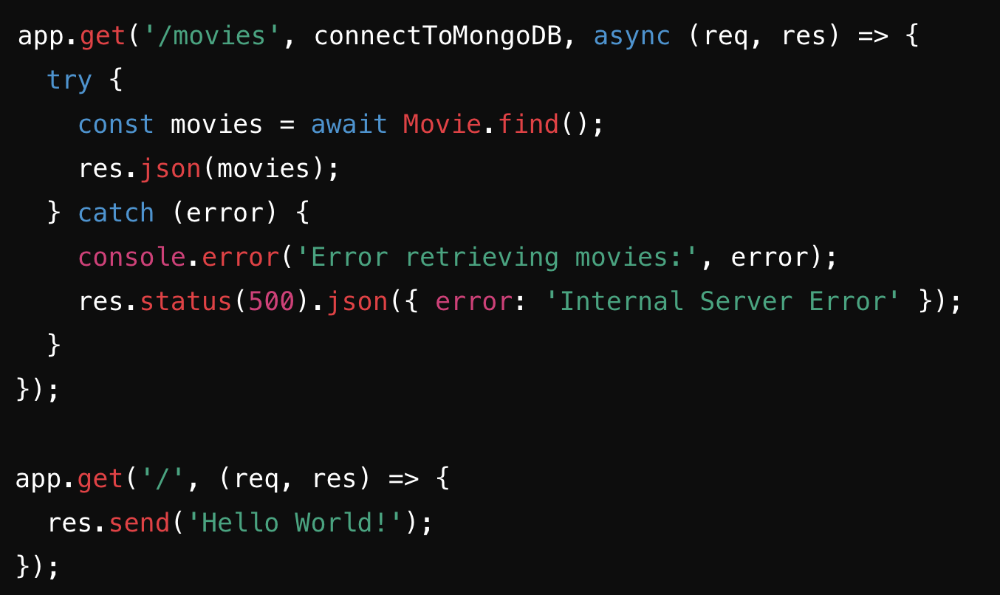 app.get('/movies', connectToMongoDB, async (req, res) => {
  try {
    const movies = await Movie.find();
    res.json(movies);
  } catch (error) {
    console.error('Error retrieving movies:', error);
    res.status(500).json({ error: 'Internal Server Error' });
  }
});

app.get('/', (req, res) => {
  res.send('Hello World!');
});